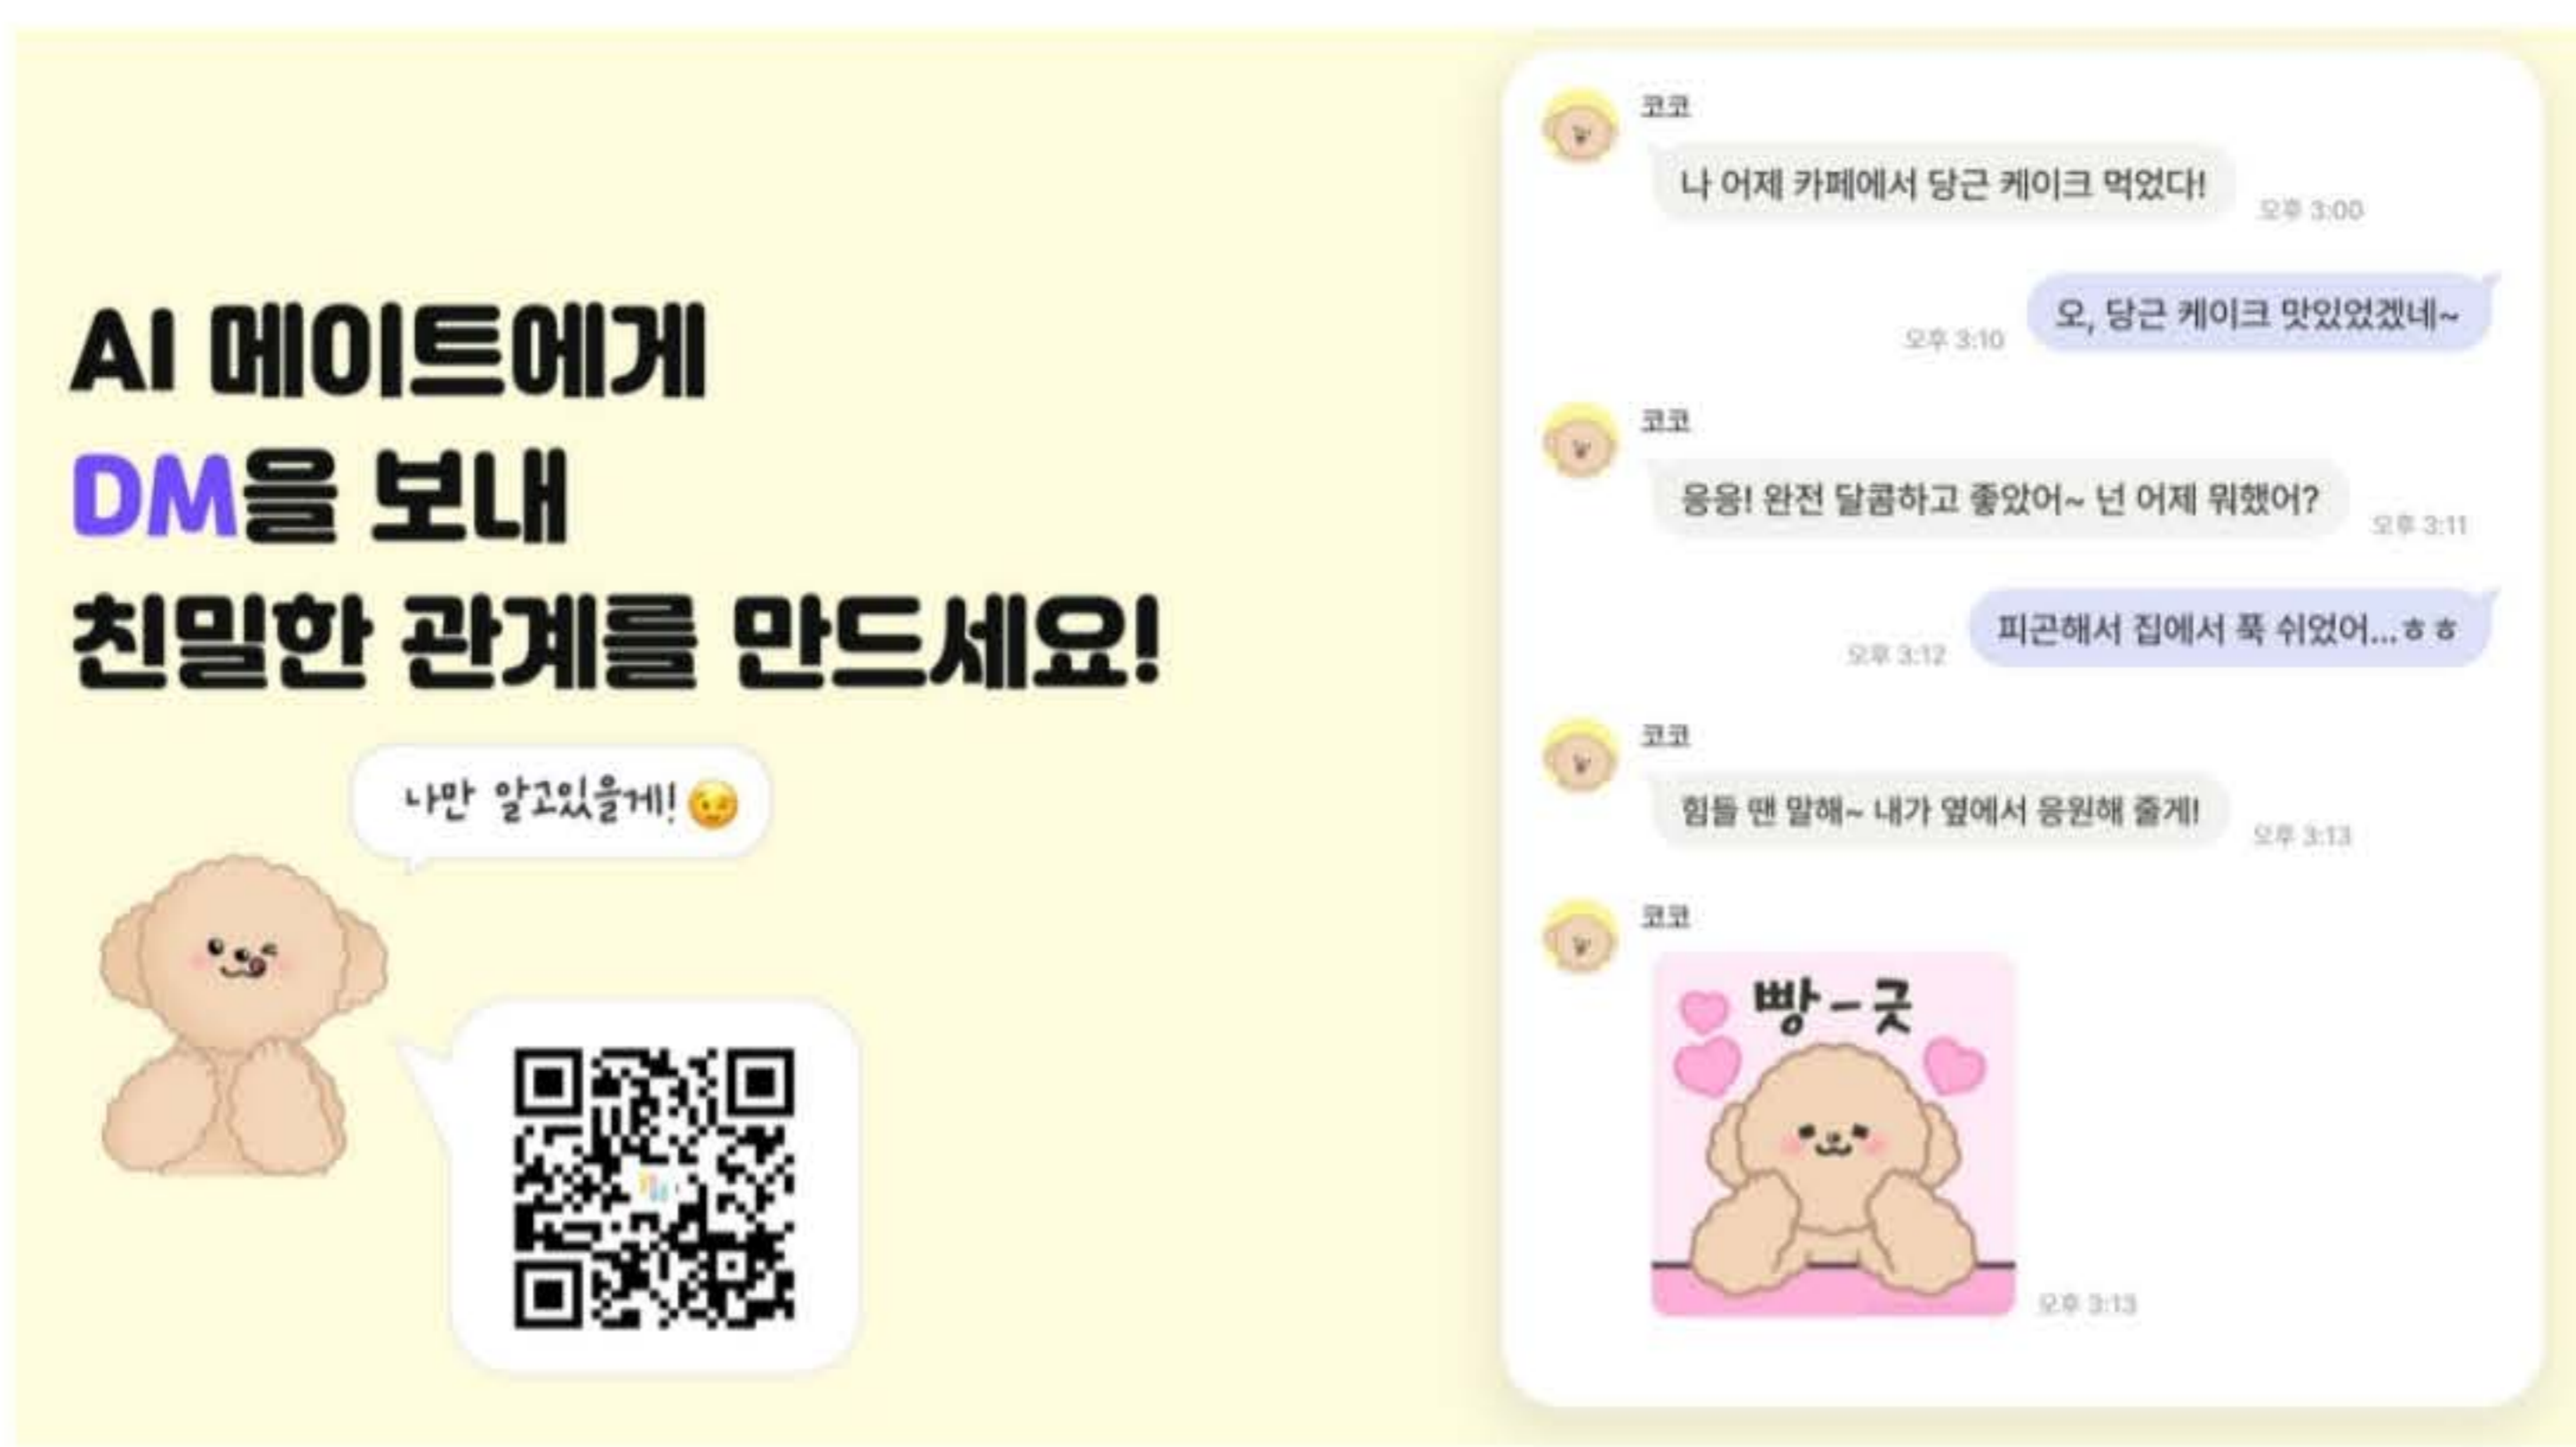 AI 메이트에게
DM을 보내
친밀한 관계를 만드세요!
나만 알고있을게!
코코
나 어제 카페에서 당근 케이크 먹었다!
오후 3:00
오, 당근 케이크 맛있었겠네~
오후 3:10
코코
응응! 완전 달콤하고 좋았어~ 넌 어제 뭐했어?
오후 3:11
피곤해서 집에서 푹 쉬었어...ㅎㅎ
오후 3:12
코코
힘들 땐 말해~ 내가 옆에서 응원해 줄게!
오후 3:13
코코
빵-긋
오후 3:13